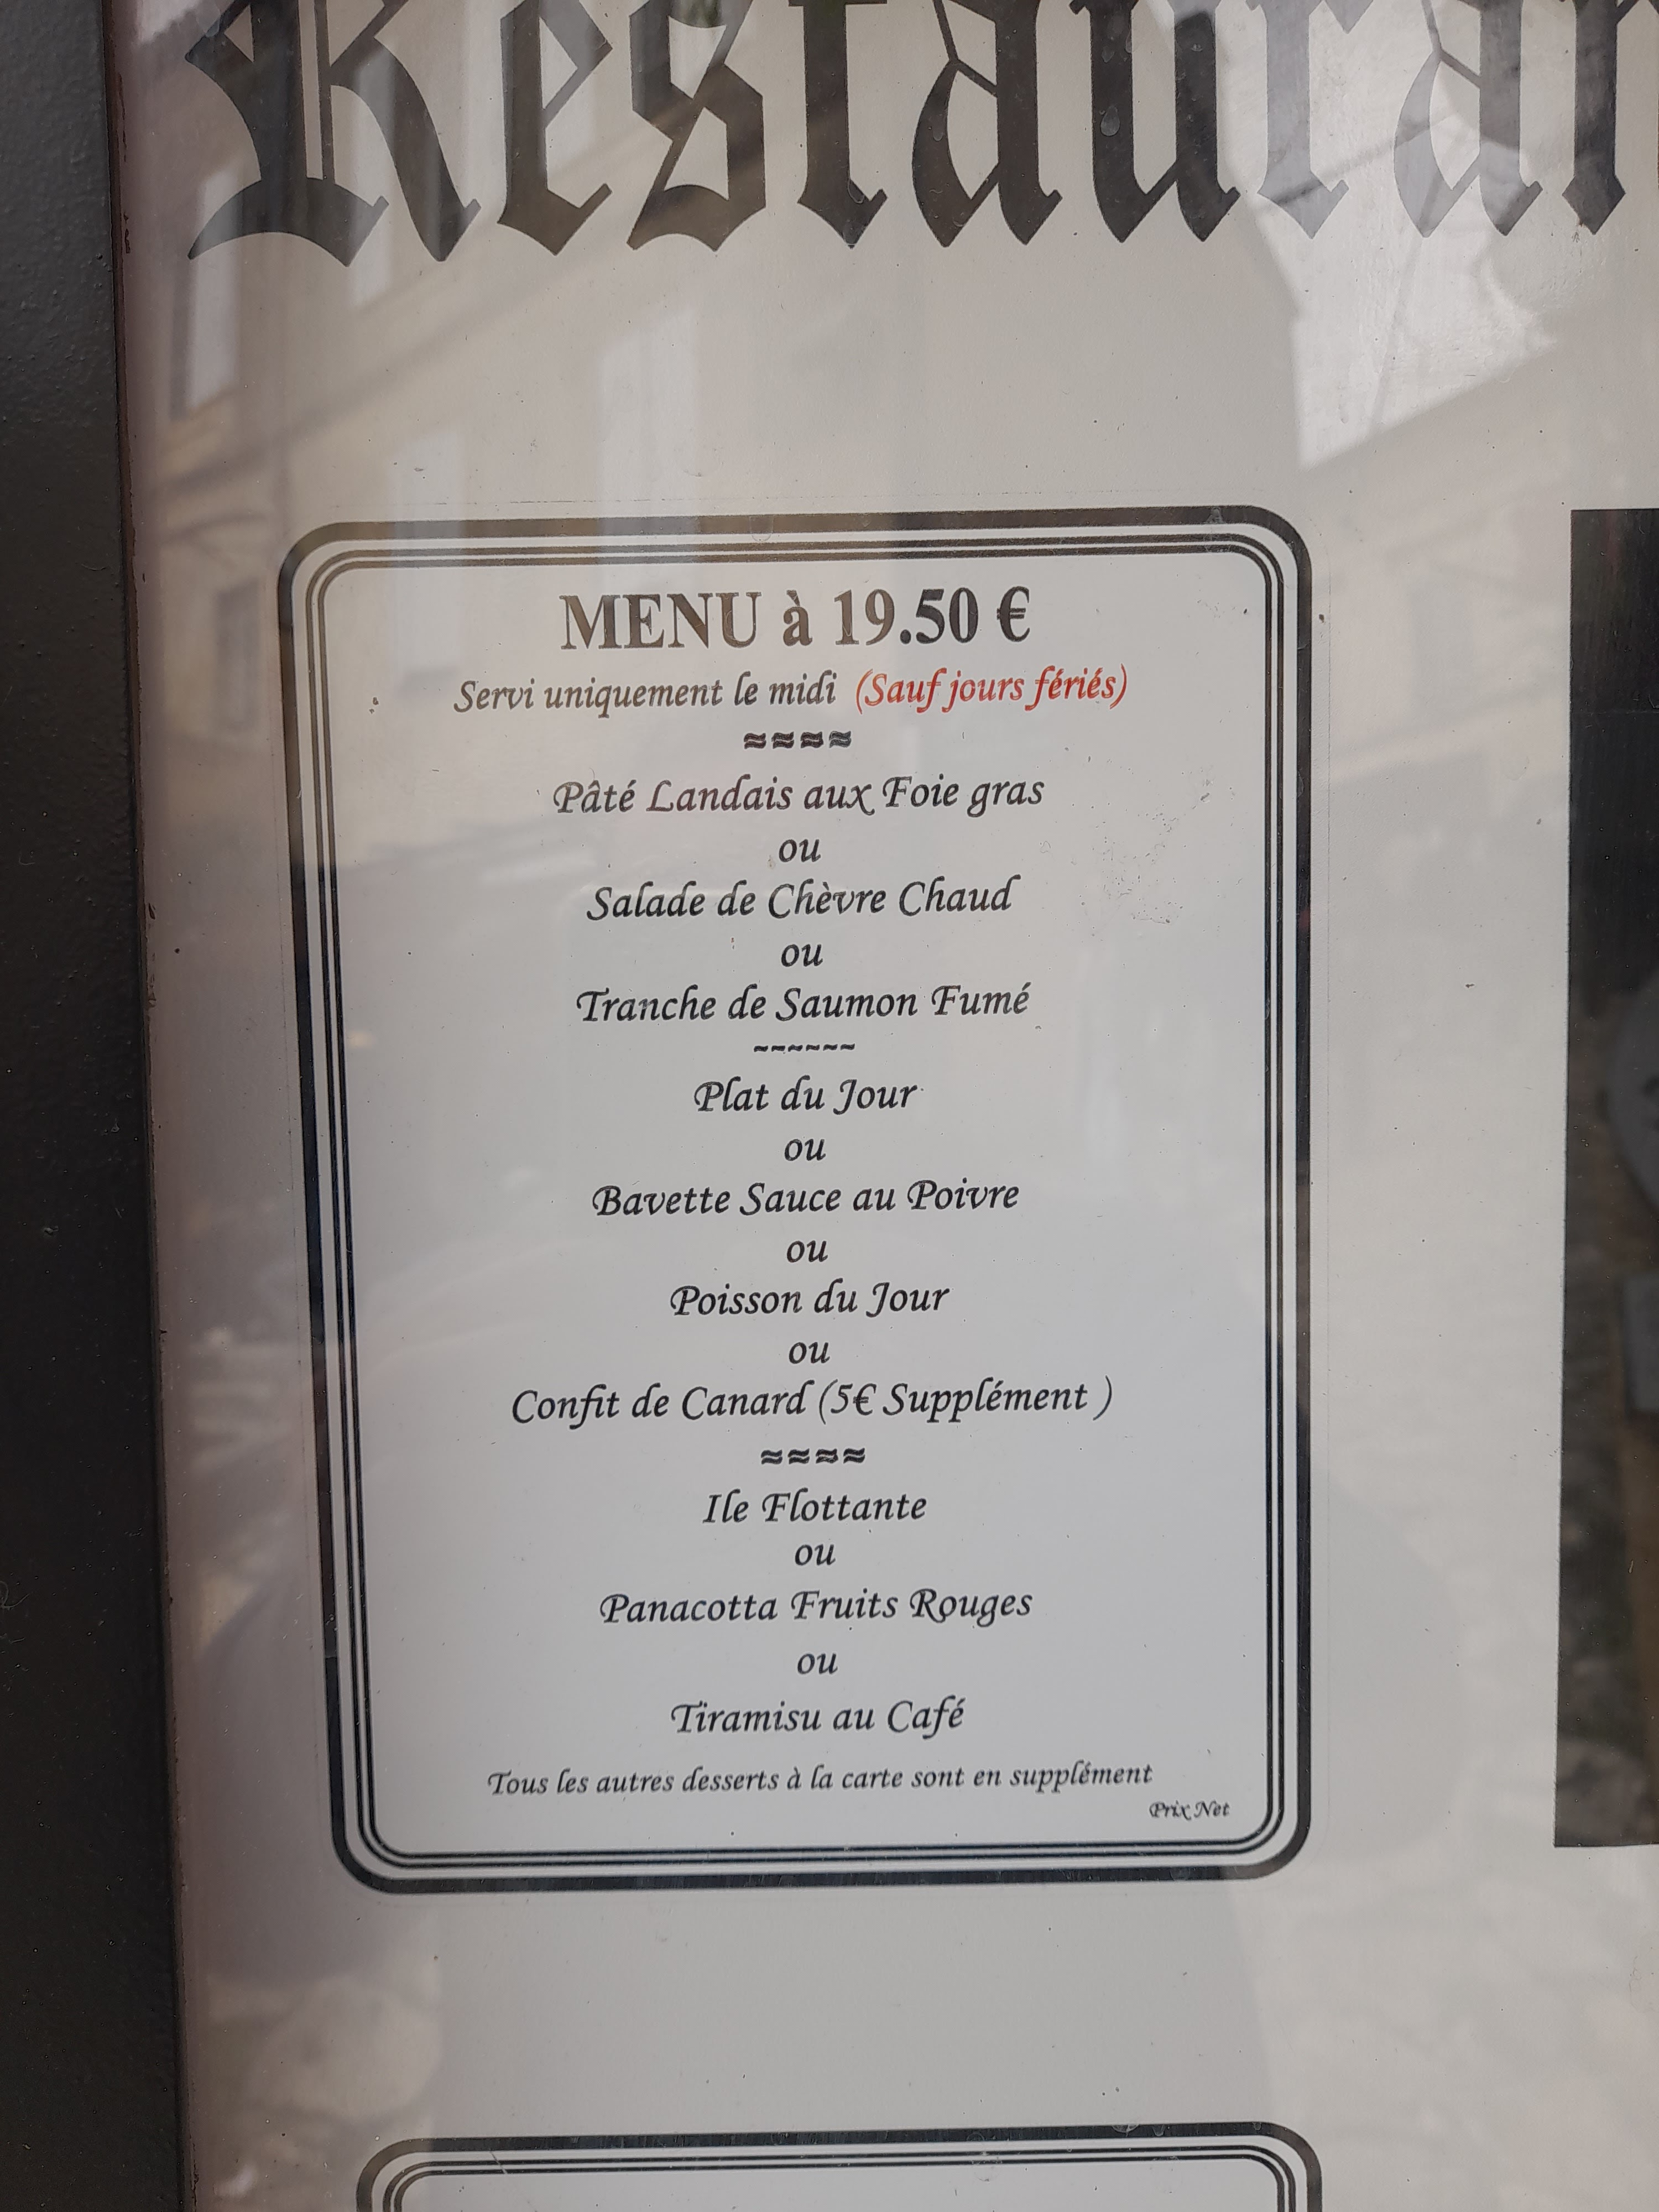 Restauran
MENU à 19.50 €
Servi uniquement le midi (Sauf jours fériés)
≈≈≈≈
Pâté Landais aux Foie gras
ou
Salade de Chèvre Chaud
ou
Tranche de Saumon Fumé
~~~~~~
Plat du Jour
ou
Bavette Sauce au Poivre
ou
Poisson du Jour
ou
Confit de Canard (5€ Supplément )
≈≈≈≈
Ile Flottante
ou
Panacotta Fruits Rouges
ou
Tiramisu au Café
Tous les autres desserts à la carte sont en supplément
Prix Net